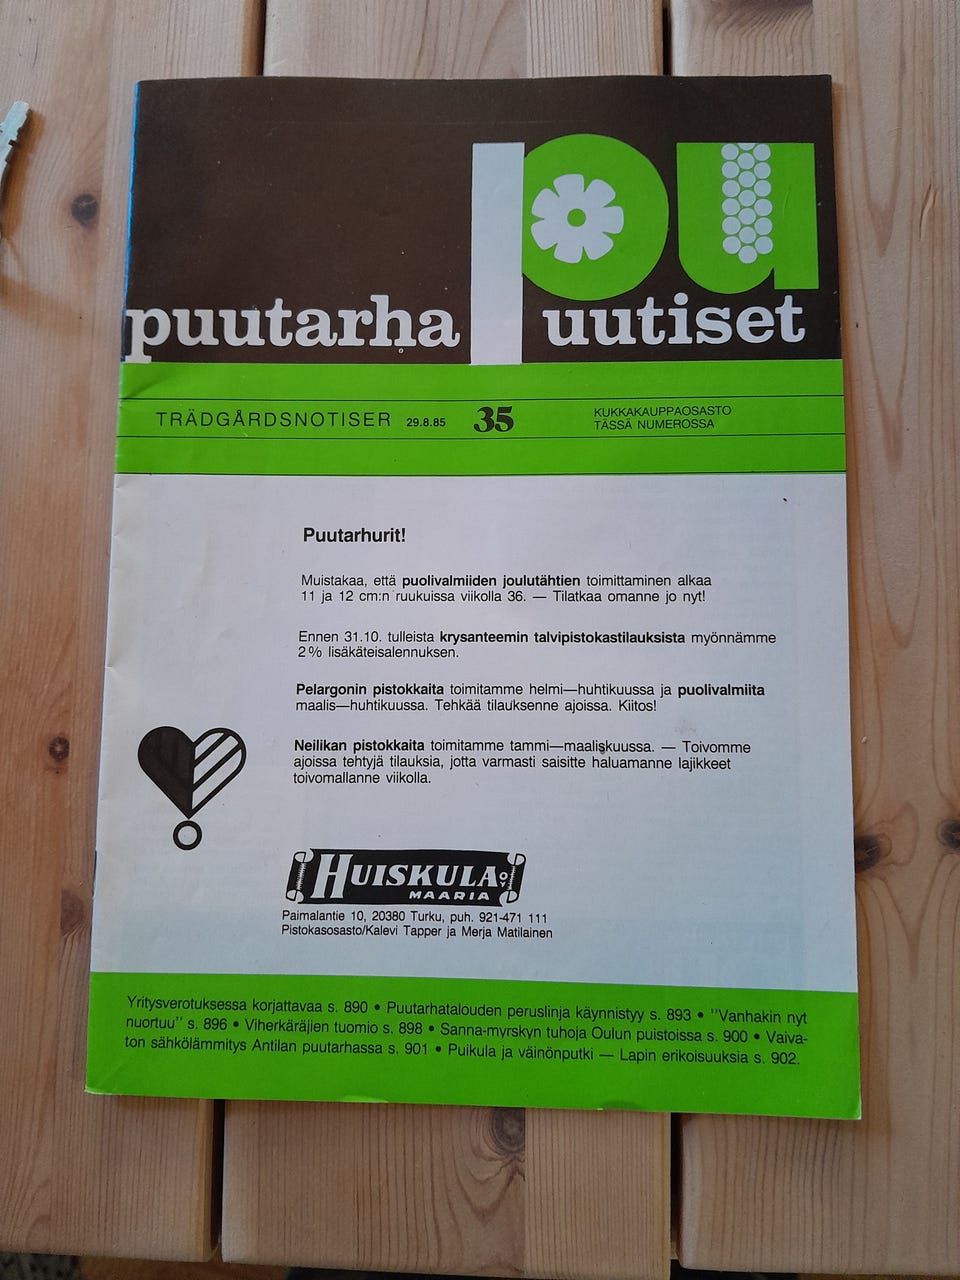 pu
puutarha uutiset
TRÄDGÅRDSNOTISER 29.8.85 35
KUKKAKAUPPAOSASTO
TÄSSÄ NUMEROSSA
Puutarhurit!
Muistakaa, että puolivalmiiden joulutähtien toimittaminen alkaa
11 ja 12 cm:n ruukuissa viikolla 36. — Tilatkaa omanne jo nyt!
Ennen 31.10. tulleista krysanteemin talvipistokastilauksista myönnämme
2 % lisäkäteisalennuksen.
Pelargonin pistokkaita toimitamme helmi—huhtikuussa ja puolivalmiita
maalis—huhtikuussa. Tehkää tilauksenne ajoissa. Kiitos!
Neilikan pistokkaita toimitamme tammi—maaliskuussa. — Toivomme
ajoissa tehtyjä tilauksia, jotta varmasti saisitte haluamanne lajikkeet
toivomallanne viikolla.
HUISKULA OY
MAARIA
Paimalantie 10, 20380 Turku, puh. 921-471 111
Pistokasosasto/Kalevi Tapper ja Merja Matilainen
Yritysverotuksessa korjattavaa s. 890 • Puutarhatalouden peruslinja käynnistyy s. 893 • "Vanhakin nyt
nuortuu" s. 896 • Viherkäräjien tuomio s. 898 • Sanna-myrskyn tuhoja Oulun puistoissa s. 900 • Vaiva-
ton sähkölämmitys Antilan puutarhassa s. 901 • Puikula ja väinönputki — Lapin erikoisuuksia s. 902.